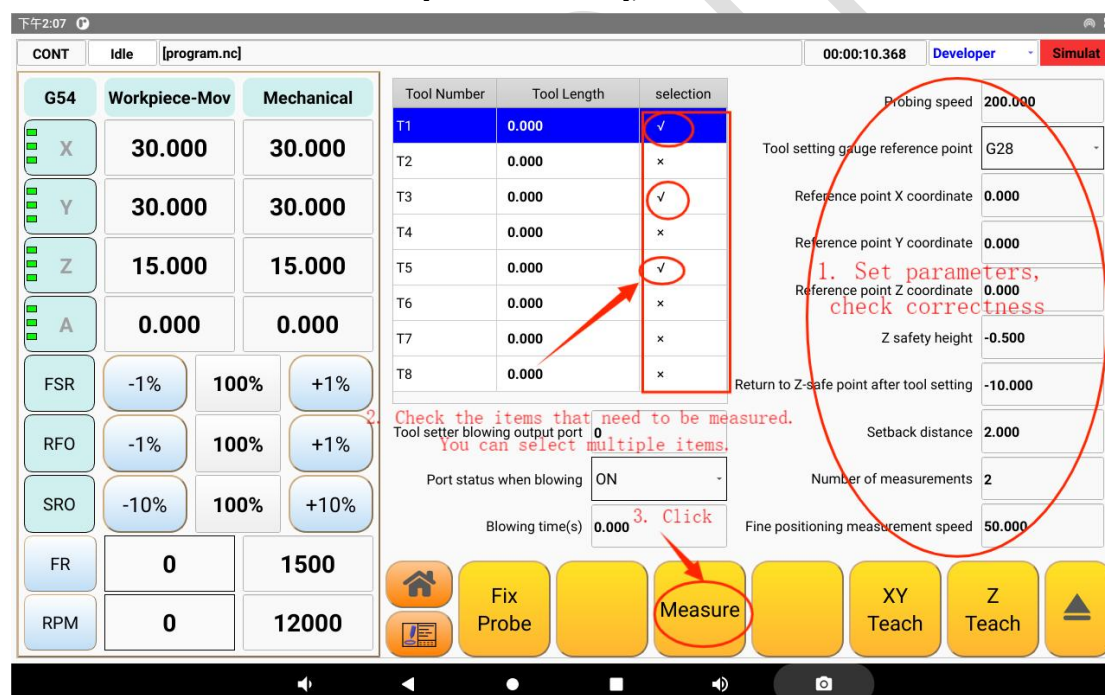 下午2:07
CONT Idle [program.nc] 00:00:10.368 Developer Simulat
G54 Workpiece-Mov Mechanical
X 30.000 30.000
Y 30.000 30.000
Z 15.000 15.000
A 0.000 0.000
FSR -1% 100% +1%
RFO -1% 100% +1%
SRO -10% 100% +10%
FR 0 1500
RPM 0 12000
Tool Number Tool Length selection
T1 0.000 √
T2 0.000 ×
T3 0.000 √
T4 0.000 ×
T5 0.000 √
T6 0.000 ×
T7 0.000 ×
T8 0.000 ×
2. Check the items that need to be measured.
You can select multiple items.
Tool setter blowing output port 0
Port status when blowing ON
Blowing time(s) 0.000
3. Click
Probing speed 200.000
Tool setting gauge reference point G28
Reference point X coordinate 0.000
Reference point Y coordinate 0.000
1. Set parameters,
check correctness
Reference point Z coordinate 0.000
Z safety height -0.500
Return to Z-safe point after tool setting -10.000
Setback distance 2.000
Number of measurements 2
Fine positioning measurement speed 50.000
Fix
Probe
Measure
XY
Teach
Z
Teach